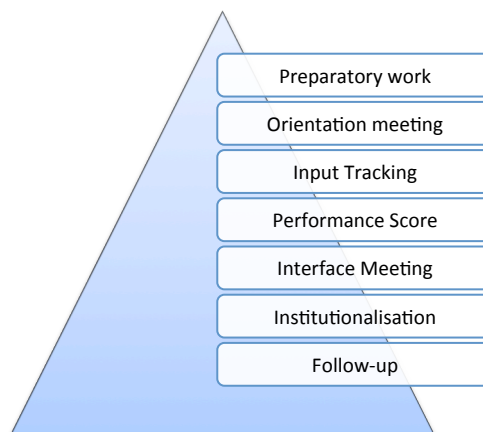 Preparatory work
Orientation meeting
Input Tracking
Performance Score
Interface Meeting
Institutionalisation
Follow-up